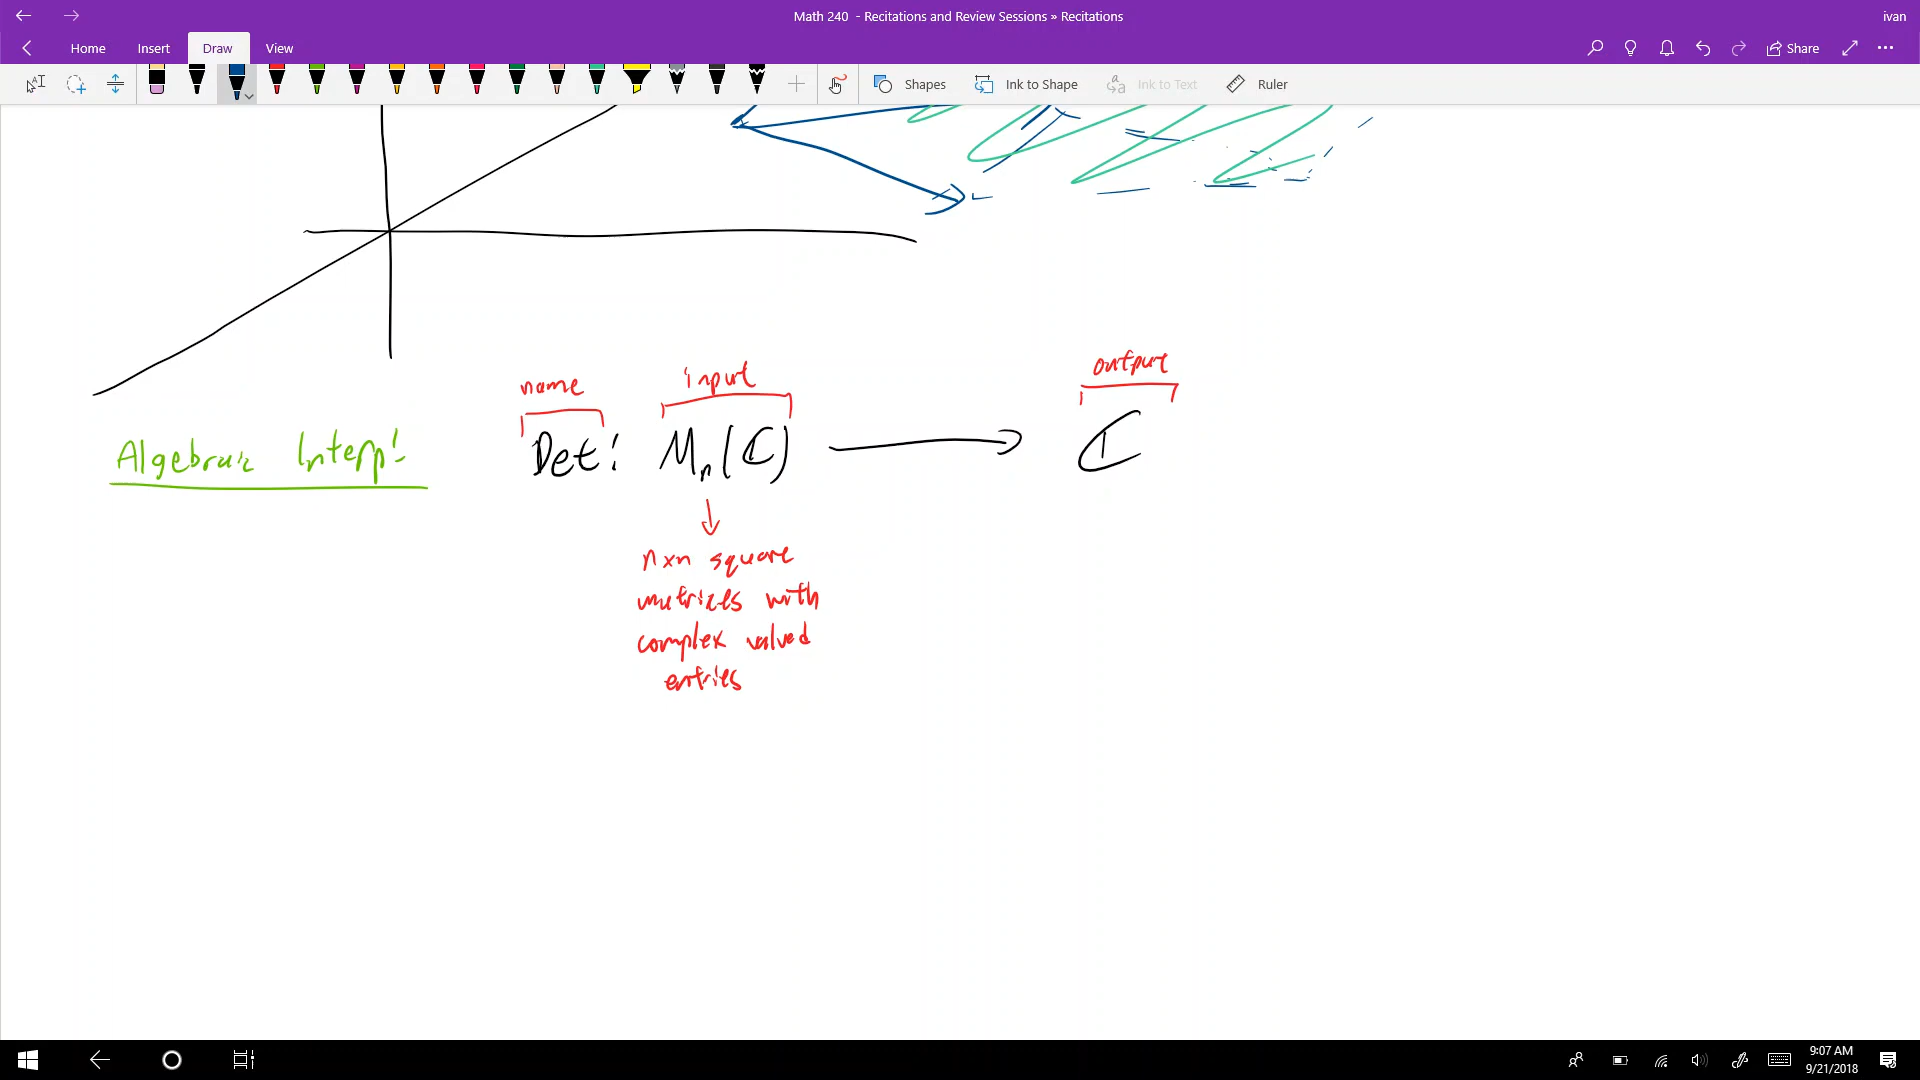 Math 240 - Recitations and Review Sessions » Recitations
ivan
Home Insert Draw View
Share
Shapes Ink to Shape Ink to Text Ruler
name input output
Algebraic Interp: Det: Mn(ℂ) → ℂ
↓
nxn square
matrices with
complex valued
entries
9:07 AM
9/21/2018